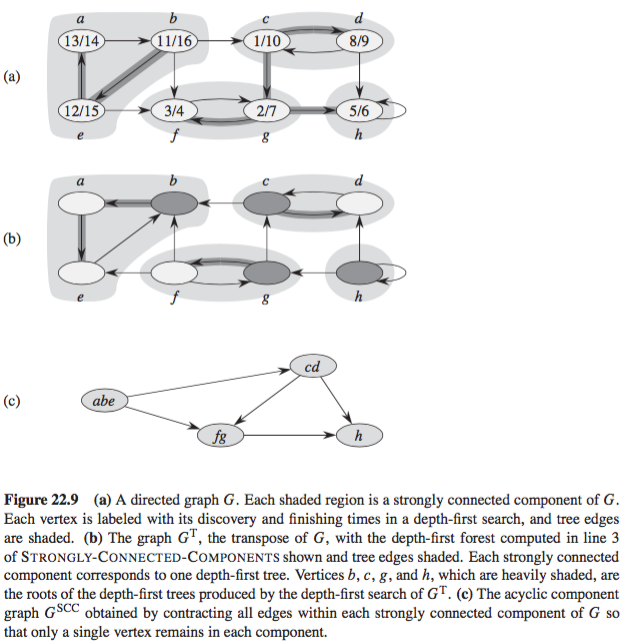 a b c d
(a)
13/14 11/16 1/10 8/9
12/15 3/4 2/7 5/6
e f g h
a b c d
(b)
e f g h
(c)
cd
abe
fg h
Figure 22.9 (a) A directed graph G. Each shaded region is a strongly connected component of G.
Each vertex is labeled with its discovery and finishing times in a depth-first search, and tree edges
are shaded. (b) The graph Gᵀ, the transpose of G, with the depth-first forest computed in line 3
of STRONGLY-CONNECTED-COMPONENTS shown and tree edges shaded. Each strongly connected
component corresponds to one depth-first tree. Vertices b, c, g, and h, which are heavily shaded, are
the roots of the depth-first trees produced by the depth-first search of Gᵀ. (c) The acyclic component
graph Gˢᶜᶜ obtained by contracting all edges within each strongly connected component of G so
that only a single vertex remains in each component.